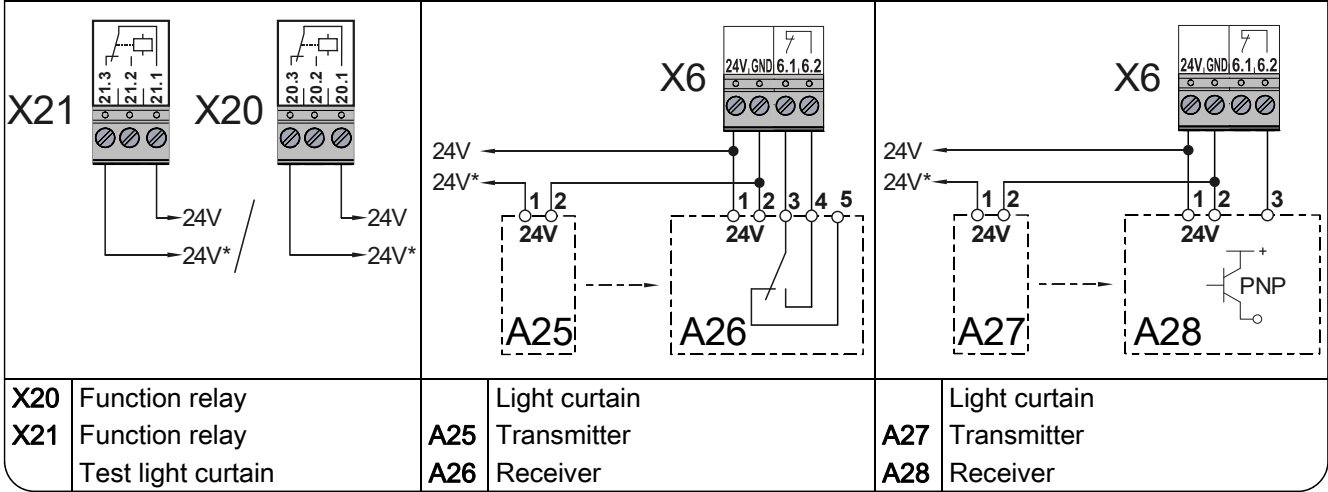 X21
21.3 21.2 21.1
24V
24V*
X20
20.3 20.2 20.1
24V
24V*
X6
24V GND 6.1 6.2
24V
24V*
1 2
24V
A25
1 2 3 4 5
24V
A26
X6
24V GND 6.1 6.2
24V
24V*
1 2
24V
A27
1 2 3
24V
+
PNP
A28
X20 Function relay
X21 Function relay
Test light curtain
Light curtain
A25 Transmitter
A26 Receiver
Light curtain
A27 Transmitter
A28 Receiver